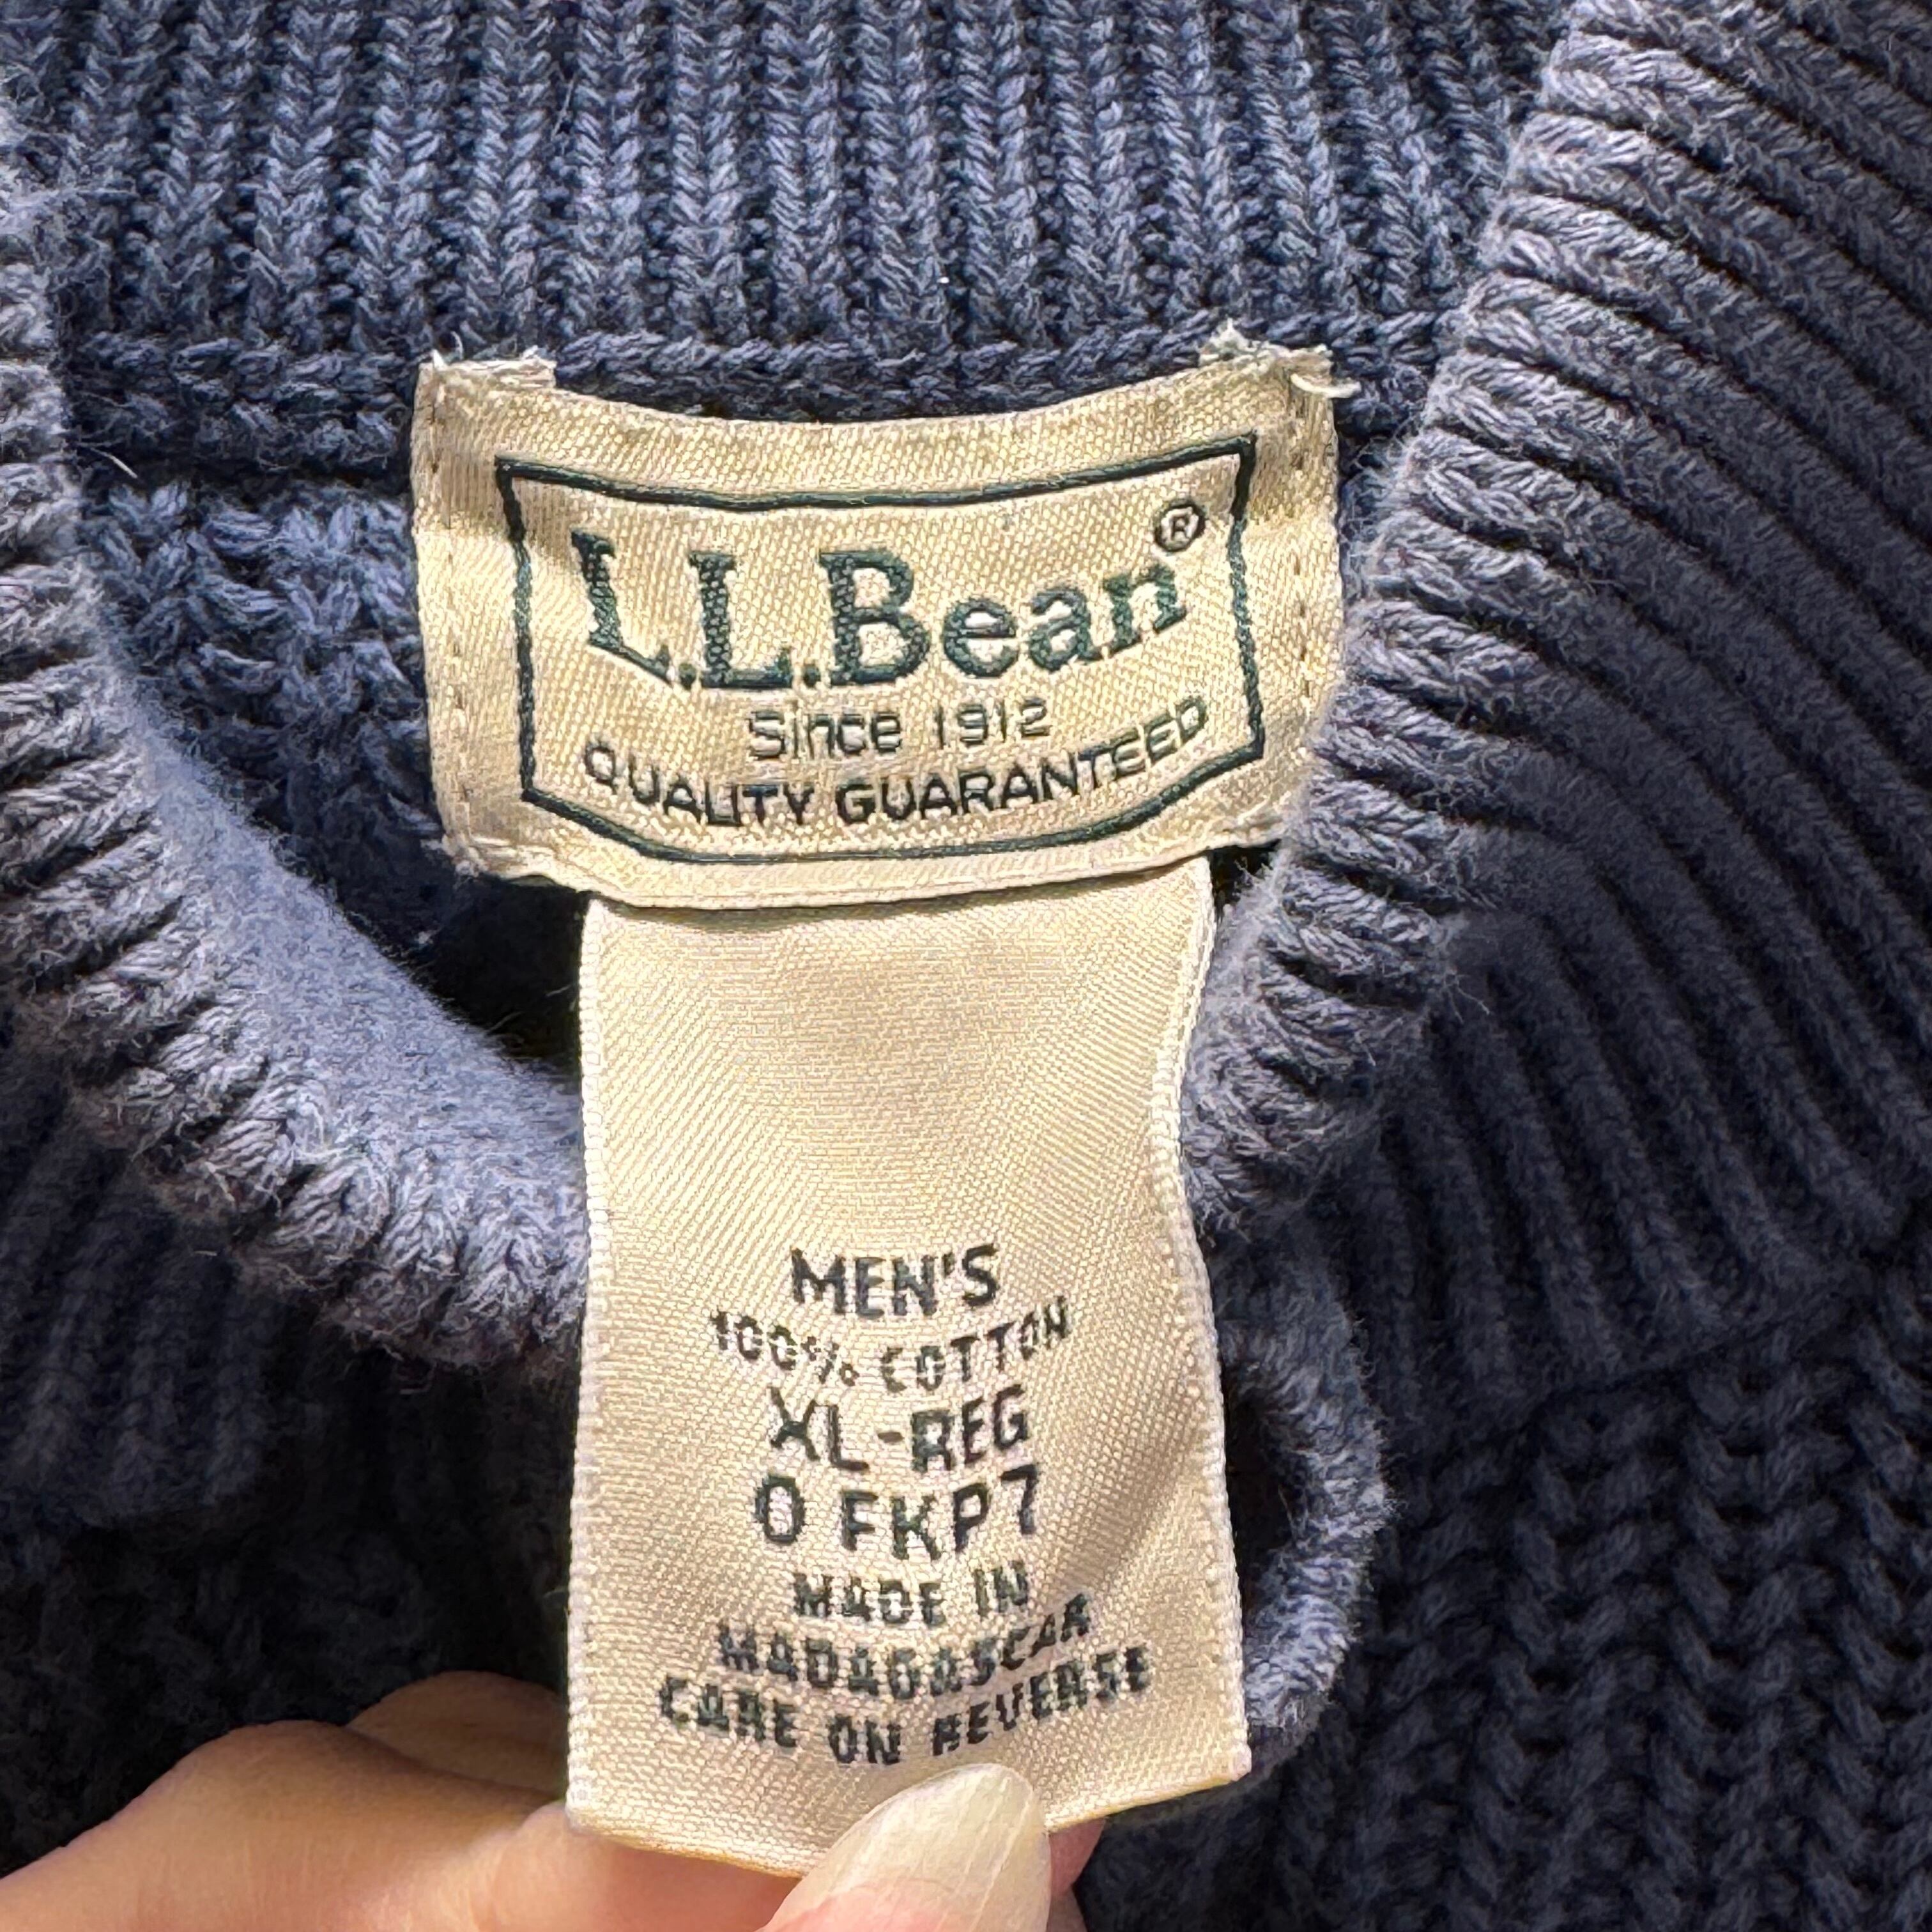 L.L.Bean®
Since 1912
QUALITY GUARANTEED
MEN'S
100% COTTON
XL-REG
0 FKP7
MADE IN
MADAGASCAR
CARE ON REVERSE